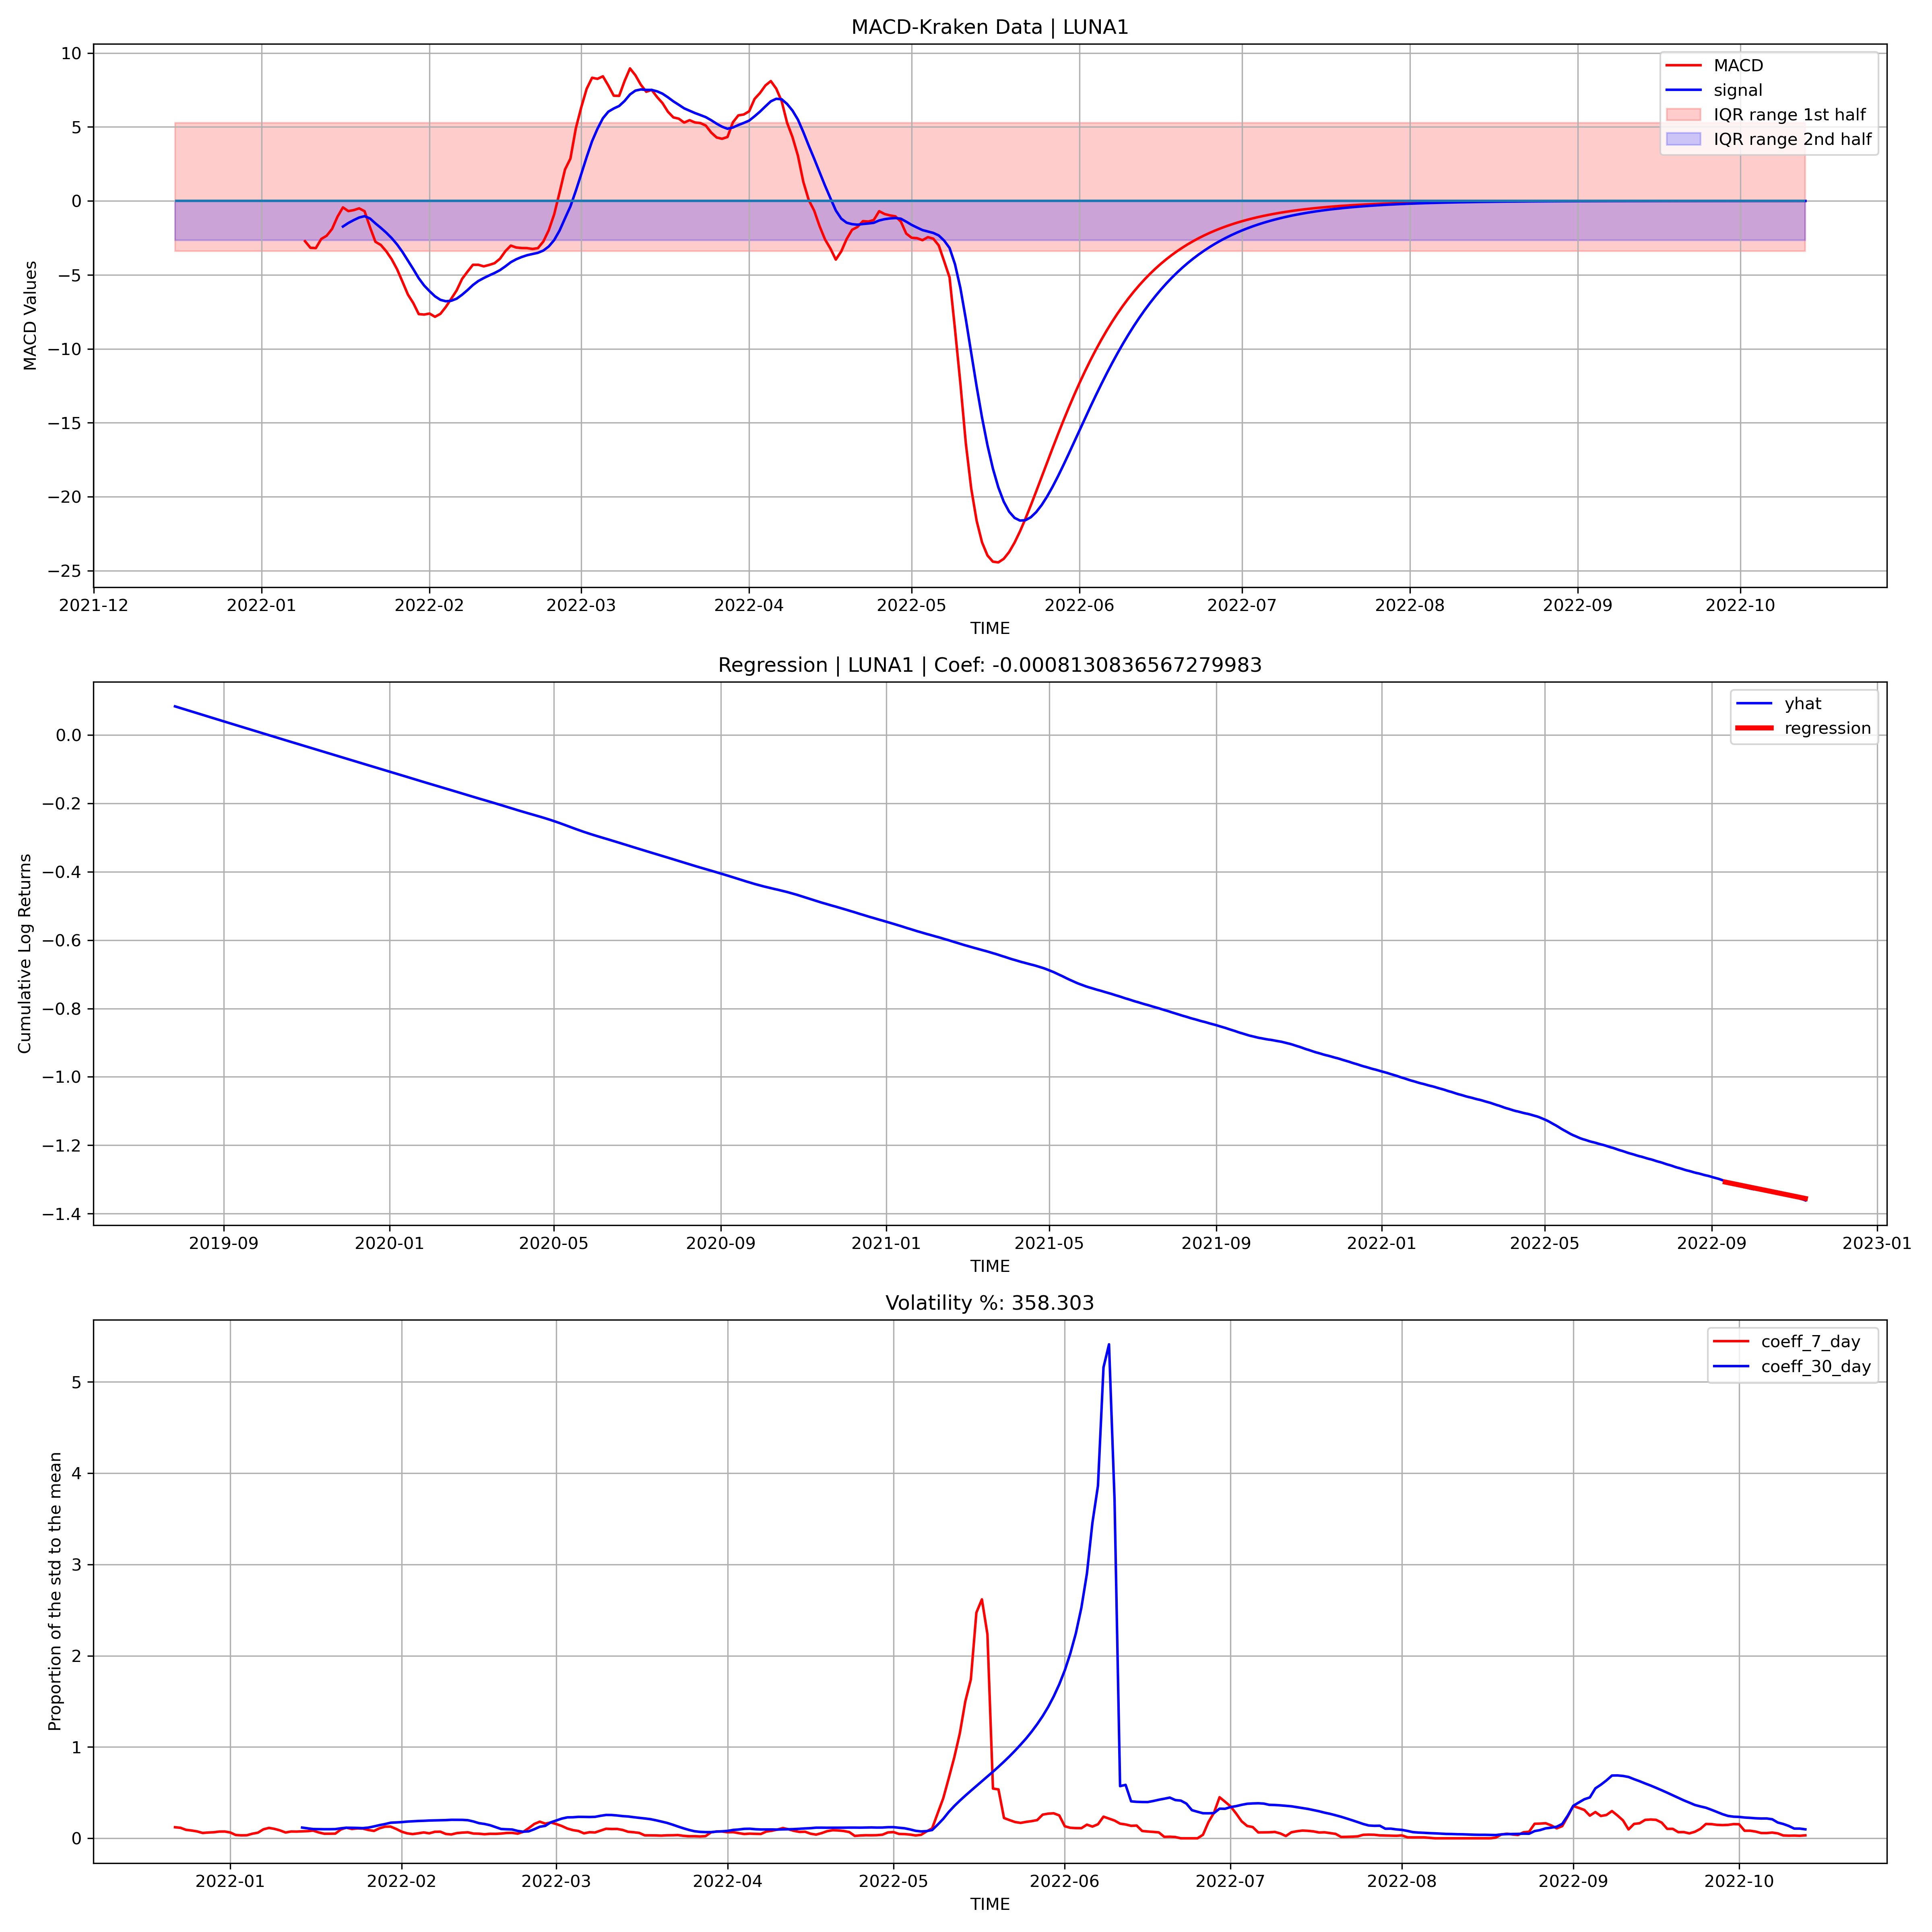 MACD-Kraken Data | LUNA1
MACD
signal
IQR range 1st half
IQR range 2nd half
MACD Values
10
5
0
−5
−10
−15
−20
−25
2021-12 2022-01 2022-02 2022-03 2022-04 2022-05 2022-06 2022-07 2022-08 2022-09 2022-10
TIME
Regression | LUNA1 | Coef: -0.0008130836567279983
yhat
regression
Cumulative Log Returns
0.0
−0.2
−0.4
−0.6
−0.8
−1.0
−1.2
−1.4
2019-09 2020-01 2020-05 2020-09 2021-01 2021-05 2021-09 2022-01 2022-05 2022-09 2023-01
TIME
Volatility %: 358.303
coeff_7_day
coeff_30_day
Proportion of the std to the mean
5
4
3
2
1
0
2022-01 2022-02 2022-03 2022-04 2022-05 2022-06 2022-07 2022-08 2022-09 2022-10
TIME